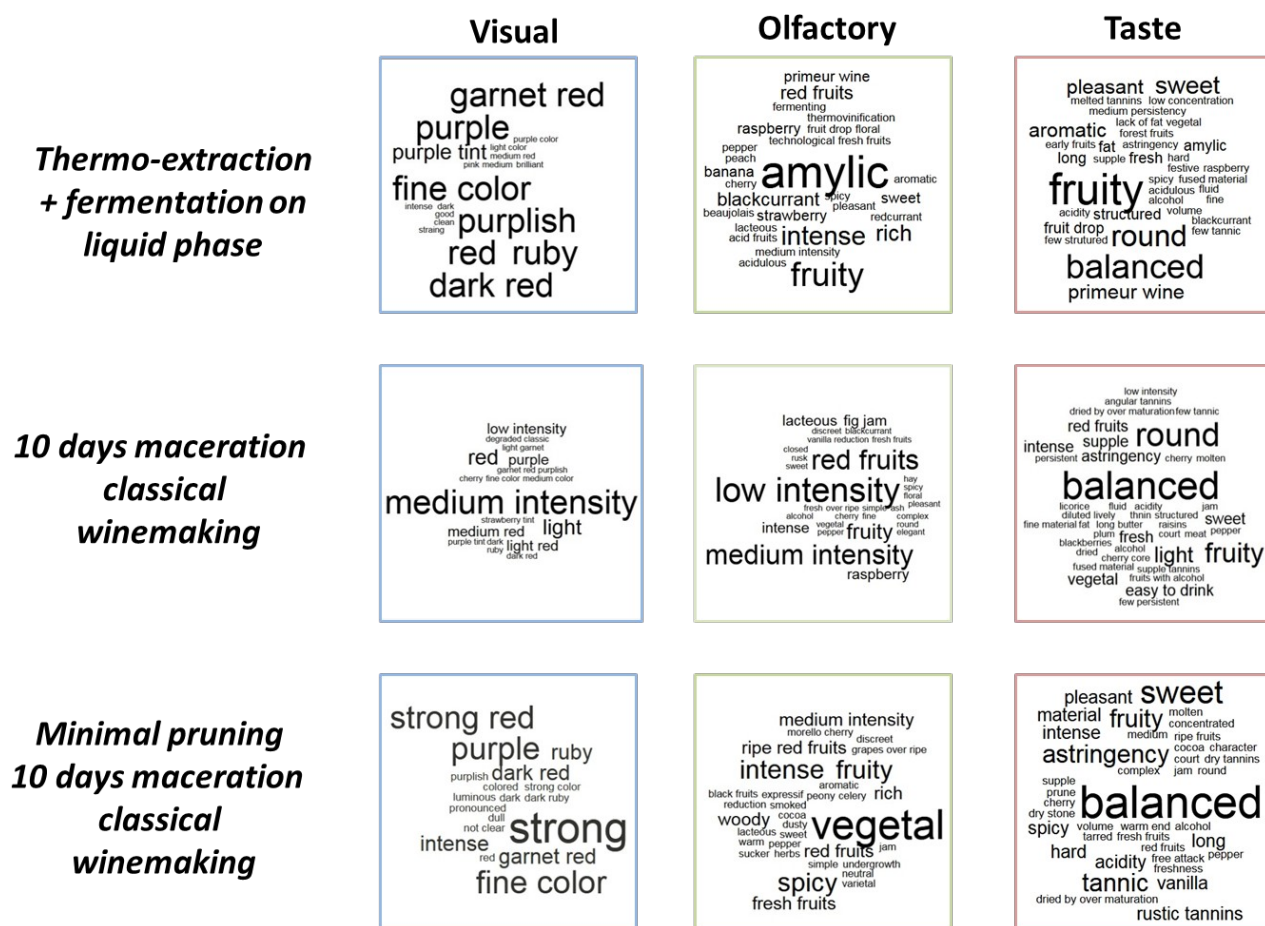 Visual Olfactory Taste
Thermo-extraction
+ fermentation on
liquid phase
garnet red
purple
purple color
light color
purple tint medium red
pink medium brilliant
fine color
intense dark
good
clean
straing
purplish
red ruby
dark red
primeur wine
red fruits
fermenting
thermovinification
raspberry fruit drop floral
technological fresh fruits
pepper
peach
banana
cherry
amylic aromatic
blackcurrant spicy sweet
pleasant
beaujolais strawberry redcurrant
lacteous
acid fruits intense rich
medium intensity
acidulous
fruity
pleasant sweet
melted tannins low concentration
medium persistency
lack of fat vegetal
aromatic forest fruits
early fruits fat astringency amylic
long supple fresh hard
festive raspberry
fruity spicy fused material
acidulous fluid
alcohol fine
acidity structured volume
blackcurrant
fruit drop few tannic
few strutured round
balanced
primeur wine
10 days maceration
classical
winemaking
low intensity
degraded classic
light garnet
red purple
garnet red purplish
cherry fine color medium color
medium intensity
strawberry tint
medium red light
purple tint dark
ruby light red
dark red
lacteous fig jam
discreet blackcurrant
vanilla reduction fresh fruits
closed
rusk
sweet
red fruits
low intensity
hay
spicy
floral
pleasant
fresh over ripe simple ash
alcohol cherry fine complex
intense vegetal fruity round
pepper elegant
medium intensity
raspberry
low intensity
angular tannins
dried by over maturation few tannic
red fruits round
intense supple
persistent astringency cherry molten
balanced
licorice fluid acidity jam
diluted lively thnin structured sweet
fine material fat long butter raisins pepper
plum fresh court meat
blackberries alcohol light fruity
dried cherry core
fused material supple tannins
vegetal fruits with alcohol
easy to drink
few persistent
Minimal pruning
10 days maceration
classical
winemaking
strong red
purple ruby
purplish dark red
colored strong color
luminous dark dark ruby
pronounced
dull
not clear strong
intense
red garnet red
fine color
medium intensity
morello cherry
discreet
ripe red fruits grapes over ripe
intense fruity
aromatic
black fruits expressif peony celery rich
reduction smoked
woody cocoa
dusty vegetal
lacteous sweet
warm pepper
sucker herbs red fruits jam
simple undergrowth
neutral
spicy varietal
fresh fruits
pleasant sweet
material fruity molten
concentrated
intense medium ripe fruits
astringency cocoa character
court dry tannins
complex jam round
supple
prune
cherry
dry stone
balanced
spicy volume warm end alcohol
tarred fresh fruits long
hard red fruits
acidity free attack pepper
freshness
tannic vanilla
dried by over maturation
rustic tannins